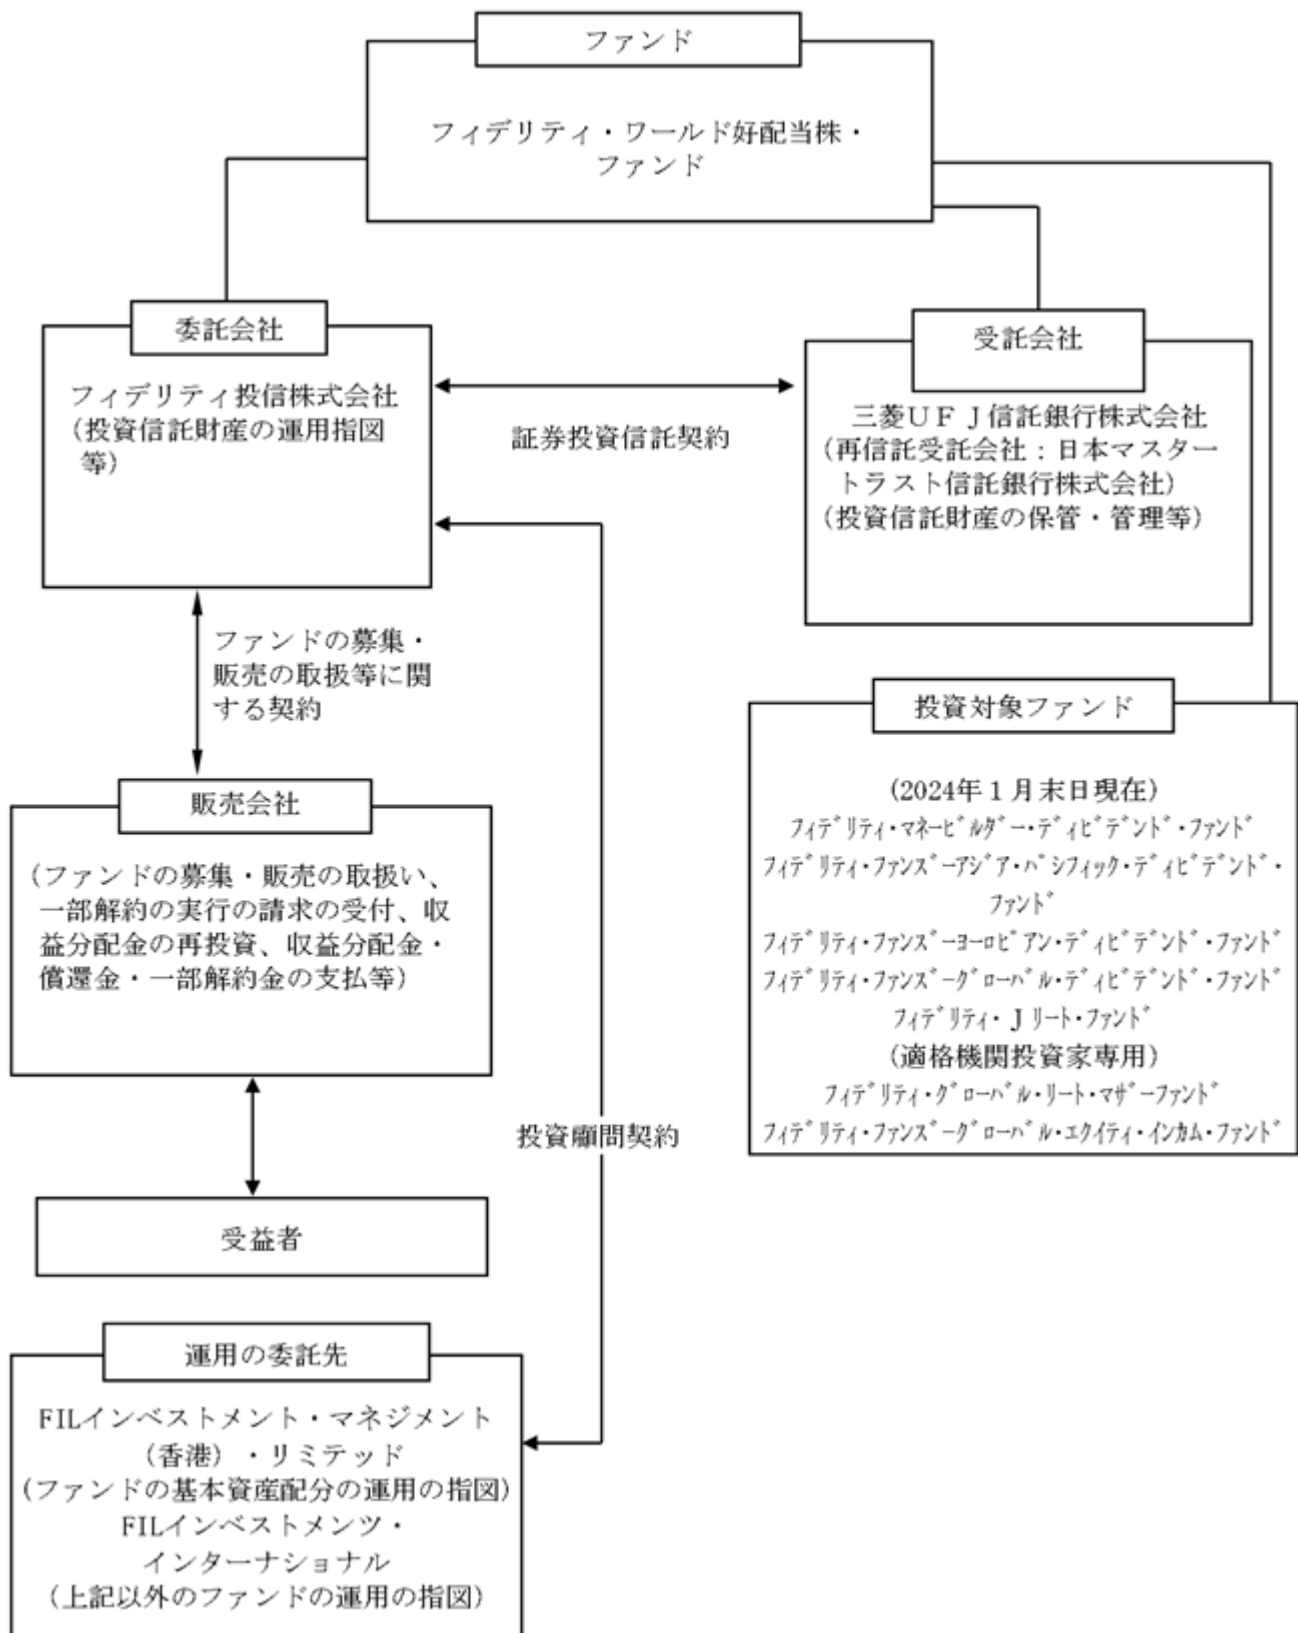 ファンド
フィデリティ・ワールド好配当株・
ファンド
委託会社
フィデリティ投信株式会社
(投資信託財産の運用指図
等)
証券投資信託契約
受託会社
三菱ＵＦＪ信託銀行株式会社
(再信託受託会社：日本マスター
トラスト信託銀行株式会社)
(投資信託財産の保管・管理等)
ファンドの募集・
販売の取扱等に関
する契約
投資対象ファンド
(2024年１月末日現在)
ﾌｨﾃﾞﾘﾃｨ・ﾏﾈｰﾋﾞﾙﾀﾞｰ・ﾃﾞｨﾋﾞﾃﾞﾝﾄﾞ・ﾌｧﾝﾄﾞ
ﾌｨﾃﾞﾘﾃｨ・ﾌｧﾝｽﾞｰｱｼﾞｱ・ﾊﾟｼﾌｨｯｸ・ﾃﾞｨﾋﾞﾃﾞﾝﾄﾞ・
ﾌｧﾝﾄﾞ
ﾌｨﾃﾞﾘﾃｨ・ﾌｧﾝｽﾞｰﾖｰﾛﾋﾟｱﾝ・ﾃﾞｨﾋﾞﾃﾞﾝﾄﾞ・ﾌｧﾝﾄﾞ
ﾌｨﾃﾞﾘﾃｨ・ﾌｧﾝｽﾞｰｸﾞﾛｰﾊﾞﾙ・ﾃﾞｨﾋﾞﾃﾞﾝﾄﾞ・ﾌｧﾝﾄﾞ
ﾌｨﾃﾞﾘﾃｨ・Ｊﾘｰﾄ・ﾌｧﾝﾄﾞ
(適格機関投資家専用)
ﾌｨﾃﾞﾘﾃｨ・ｸﾞﾛｰﾊﾞﾙ・ﾘｰﾄ・ﾏｻﾞｰﾌｧﾝﾄﾞ
ﾌｨﾃﾞﾘﾃｨ・ﾌｧﾝｽﾞｰｸﾞﾛｰﾊﾞﾙ・ｴｸｲﾃｨ・ｲﾝｶﾑ・ﾌｧﾝﾄﾞ
販売会社
(ファンドの募集・販売の取扱い、
一部解約の実行の請求の受付、収
益分配金の再投資、収益分配金・
償還金・一部解約金の支払等)
投資顧問契約
受益者
運用の委託先
FILインベストメント・マネジメント
（香港）・リミテッド
(ファンドの基本資産配分の運用の指図)
FILインベストメンツ・
インターナショナル
(上記以外のファンドの運用の指図)